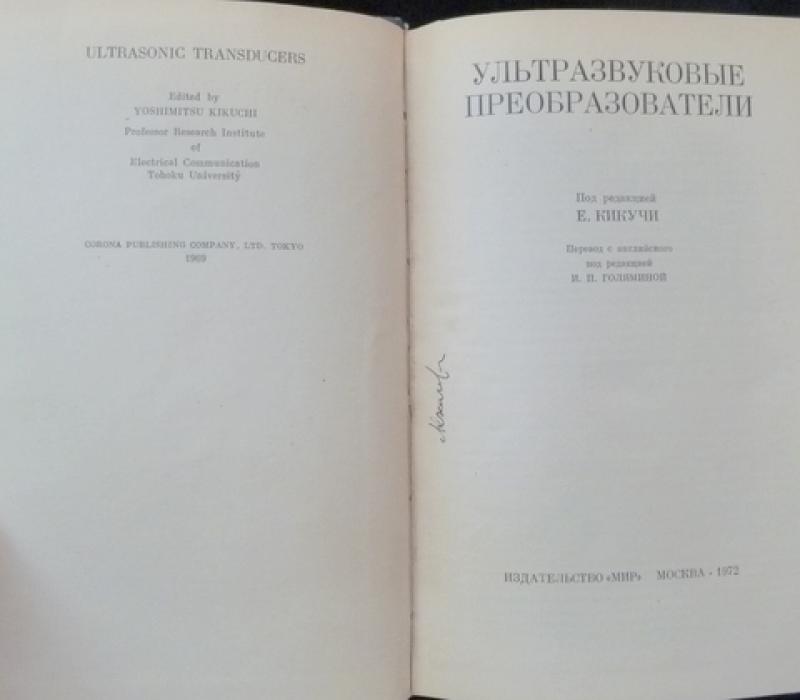 ULTRASONIC TRANSDUCERS
Edited by
YOSHIMITSU KIKUCHI
Professor Research Institute
of
Electrical Communication
Tohoku University
CORONA PUBLISHING COMPANY, LTD. TOKYO
1969
УЛЬТРАЗВУКОВЫЕ
ПРЕОБРАЗОВАТЕЛИ
Под редакцией
Е. КИКУЧИ
Перевод с английского
под редакцией
И. П. ГОЛЯМИНОЙ
ИЗДАТЕЛЬСТВО «МИР» МОСКВА - 1972